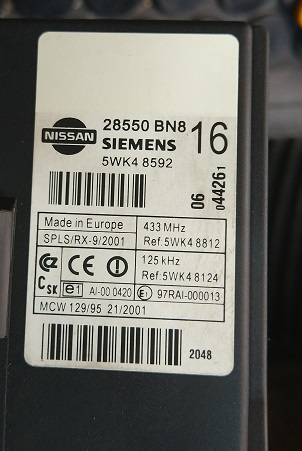 NISSAN
28550 BN8
16
SIEMENS
5WK4 8592
06
044261
Made in Europe
SPLS/RX-9/2001
433 MHz
Ref:5WK4 8812
125 kHz
Ref:5WK4 8124
CE
C SK
e1 AI-00 0420
E1 97RAI-000013
MCW 129/95 21/2001
2048